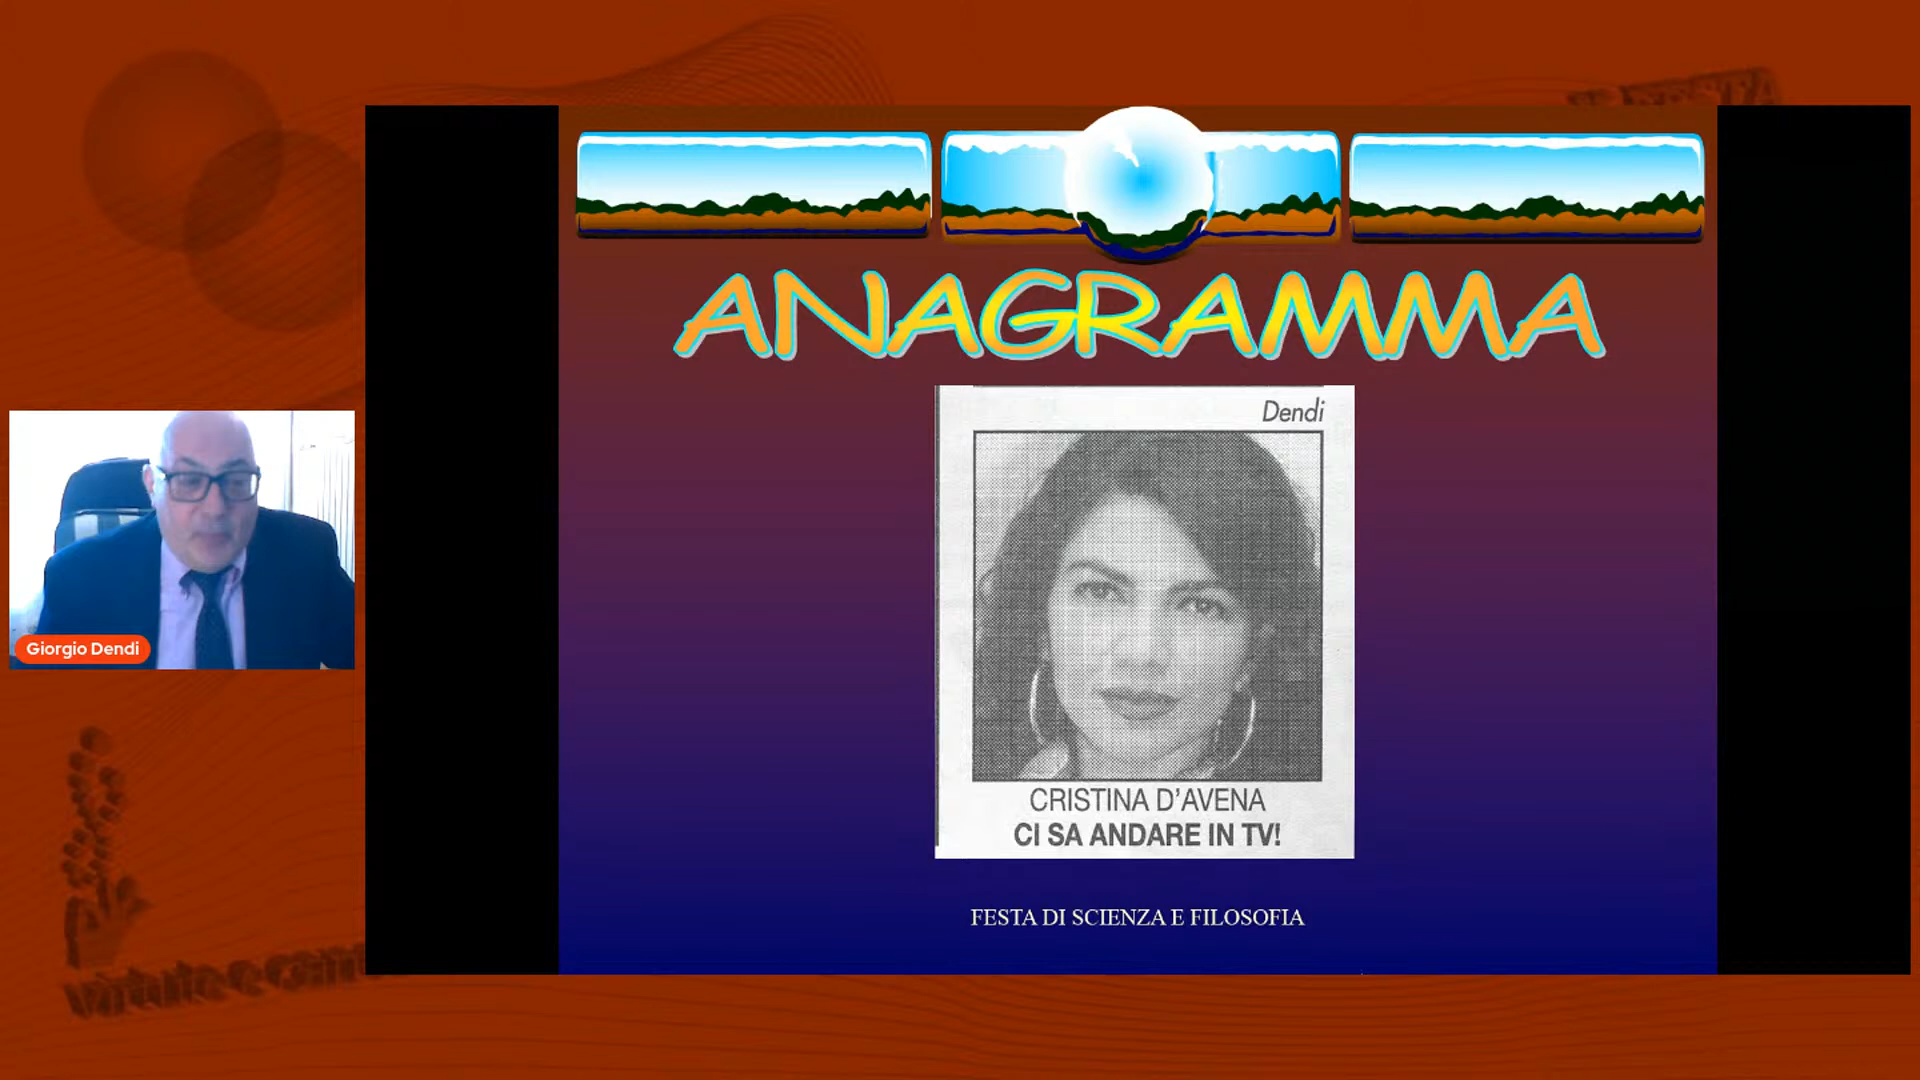 ANAGRAMMA
Dendi
CRISTINA D'AVENA
CI SA ANDARE IN TV!
FESTA DI SCIENZA E FILOSOFIA
Giorgio Dendi